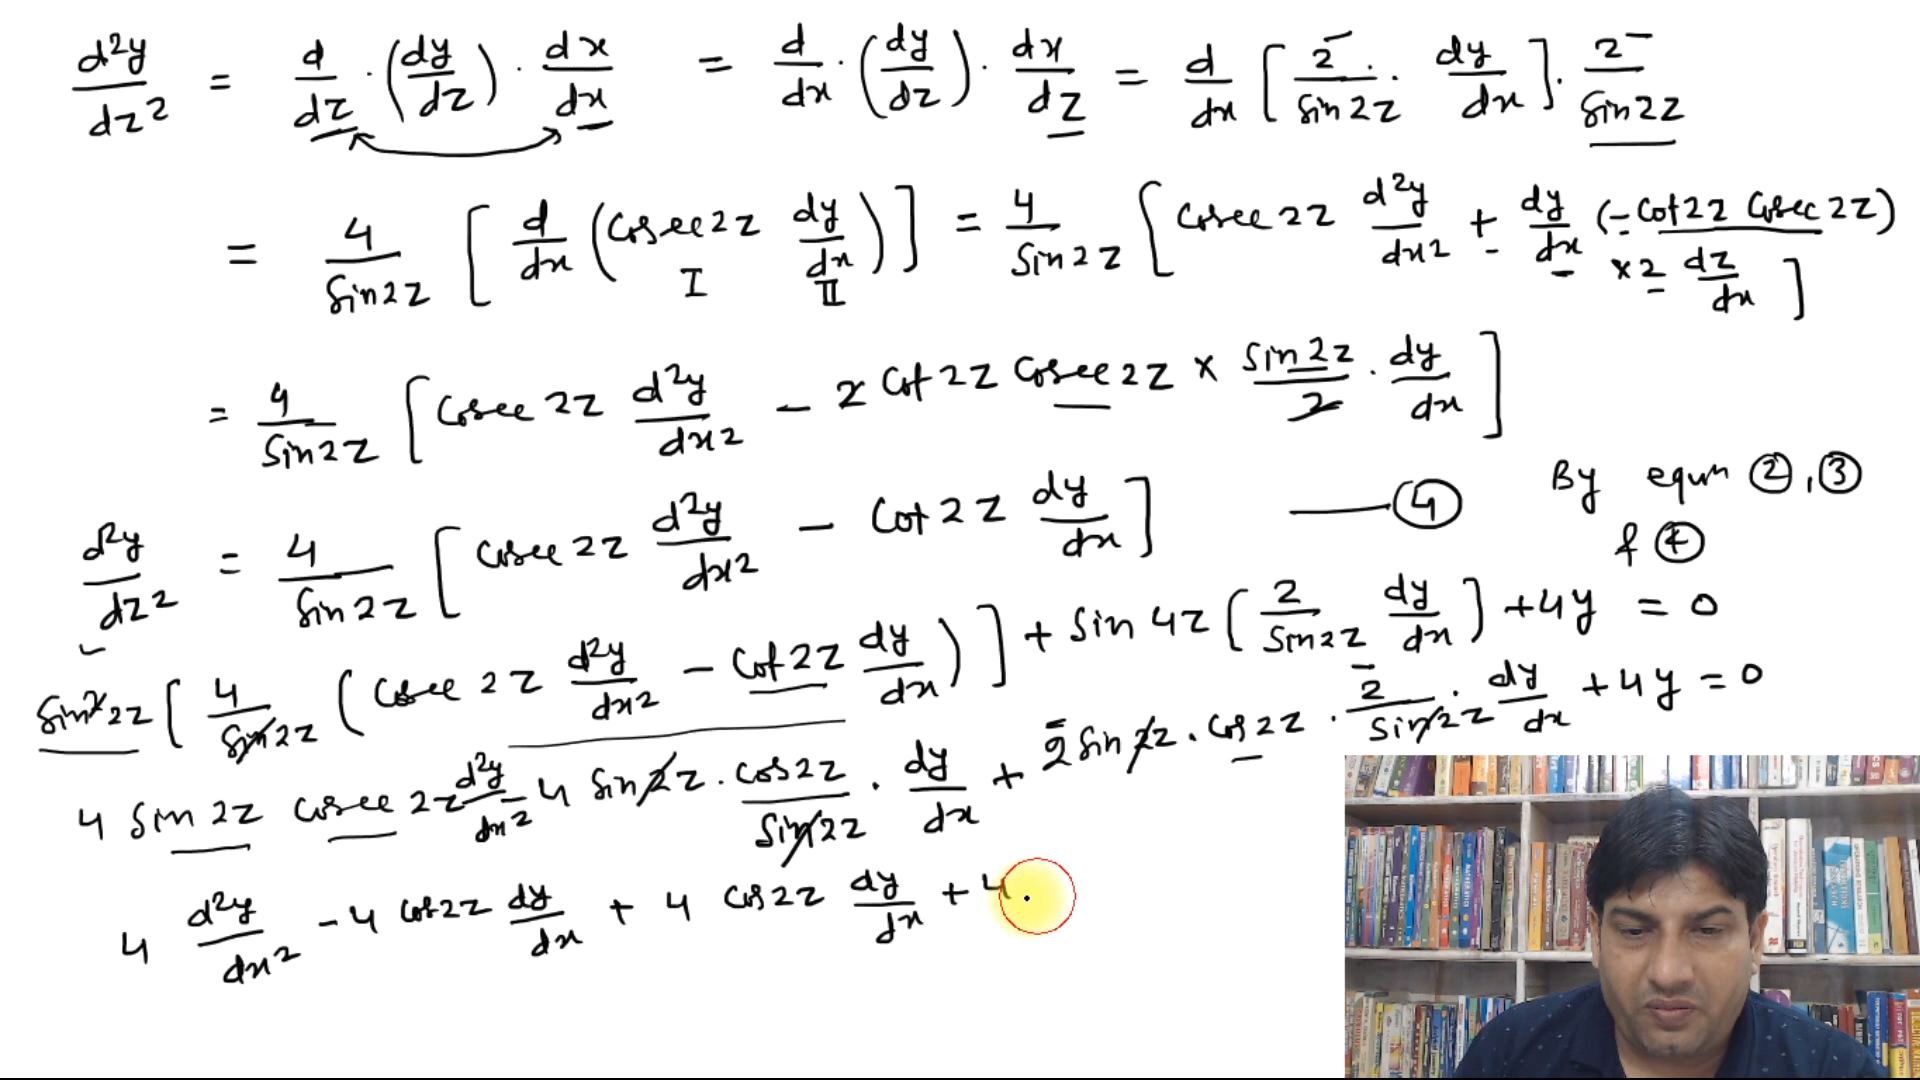 d²y/dz² = d/dz · (dy/dz) · dx/dx = d/dx · (dy/dz) · dx/dz = d/dx [2/Sin2z · dy/dx] · 2/Sin2z
= 4/Sin2z [d/dx (Cosec2z dy/dx)] = 4/Sin2z [Cosec2z d²y/dx² + dy/dx (-Cot2z Cosec2z) × 2 dz/dx]
I II
= 4/Sin2z [Cosec2z d²y/dx² - 2 Cot2z Cosec2z × Sin2z/2 · dy/dx]
d²y/dz² = 4/Sin2z [Cosec2z d²y/dx² - Cot2z dy/dx] —— ④ By equn ②, ③
& ④
Sin²2z [4/Sin2z (Cosec2z d²y/dx² - Cot2z dy/dx)] + Sin4z (2/Sin2z dy/dx) + 4y = 0
4 Sin2z Cosec2z d²y/dx² - 4 Sin2z · Cos2z/Sin2z · dy/dx + 2 Sin2z · Cos2z · 2/Sin2z · dy/dx + 4y = 0
4 d²y/dx² - 4 Cos2z dy/dx + 4 Cos2z dy/dx + 4